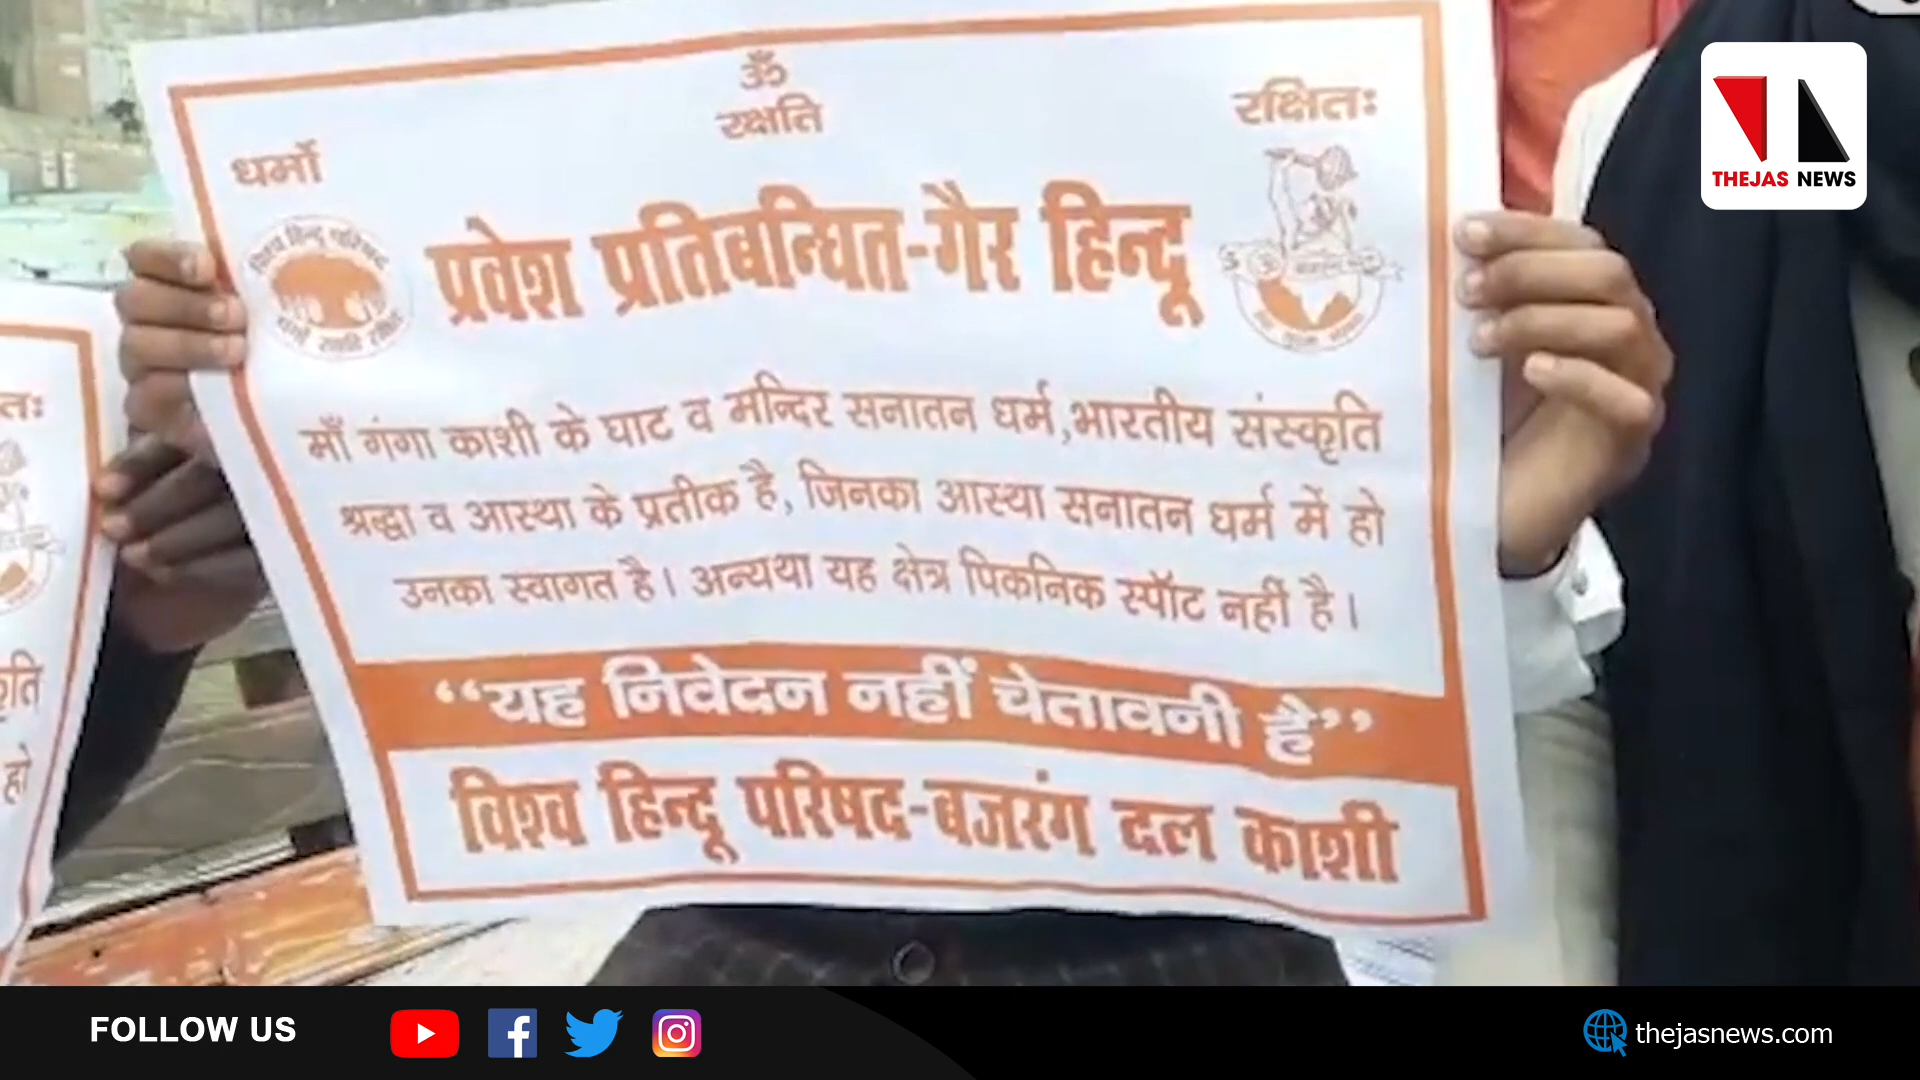 ॐ
धर्मो रक्षति रक्षितः
THEJAS NEWS
विश्व हिन्दू परिषद
प्रवेश प्रतिबन्धित-गैर हिन्दू
माँ गंगा काशी के घाट व मन्दिर सनातन धर्म,भारतीय संस्कृति
श्रद्धा व आस्था के प्रतीक है, जिनका आस्था सनातन धर्म में हो
उनका स्वागत है। अन्यथा यह क्षेत्र पिकनिक स्पॉट नहीं है।
“यह निवेदन नहीं चेतावनी है”
विश्व हिन्दू परिषद-बजरंग दल काशी
तः
हो
FOLLOW US
thejasnews.com